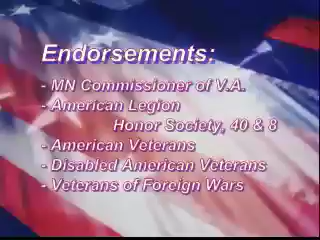 Endorsements:
- MN Commissioner of V.A.
- American Legion
Honor Society, 40 & 8
- American Veterans
- Disabled American Veterans
- Veterans of Foreign Wars